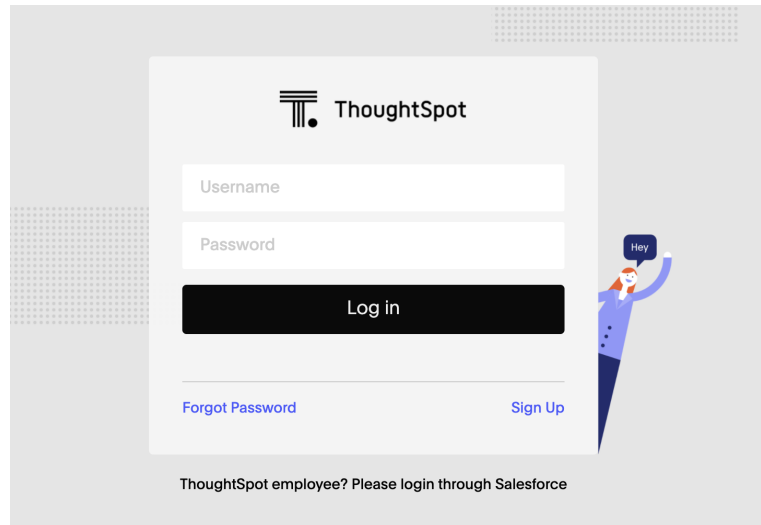 ThoughtSpot
Username
Password
Hey
Log in
Forgot Password
Sign Up
ThoughtSpot employee? Please login through Salesforce